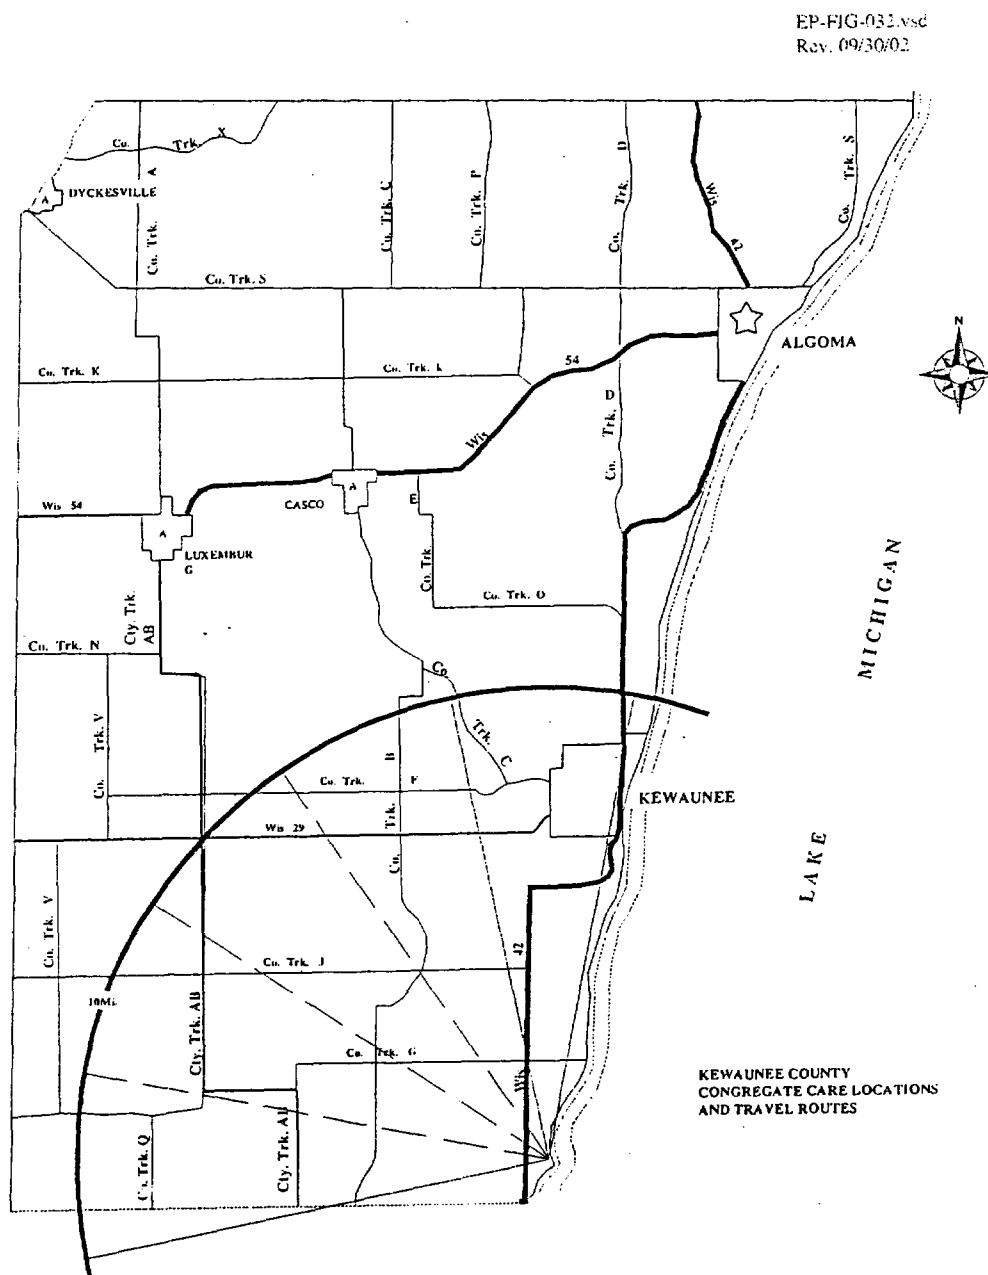 EP-FIG-032.vsd
Rev. 09/30/02
Co. Trk. X
A
DYCKESVILLE
Co. Trk. A
Co. Trk. C
Co. Trk. P
Co. Trk. D
Wis 42
Co. Trk. S
Co. Trk. S
N
ALGOMA
Co. Trk. K
Co. Trk. k
54
Wis
Co. Trk. D
Wis 54
A
CASCO
E
Co. Trk
A
LUXEMBUR
G
Cty. Trk.
AB
Co. Trk. O
MICHIGAN
Co. Trk. N
Co. Trk. V
Co. Trk. C
Co. Trk. B
Co. Trk. F
KEWAUNEE
Wis 29
LAKE
Co. Trk. V
42
Co. Trk. J
10Mi.
Cty. Trk. AB
Co. Trk. G
Wis
KEWAUNEE COUNTY
CONGREGATE CARE LOCATIONS
AND TRAVEL ROUTES
Co. Trk. Q
Cty. Trk. AB